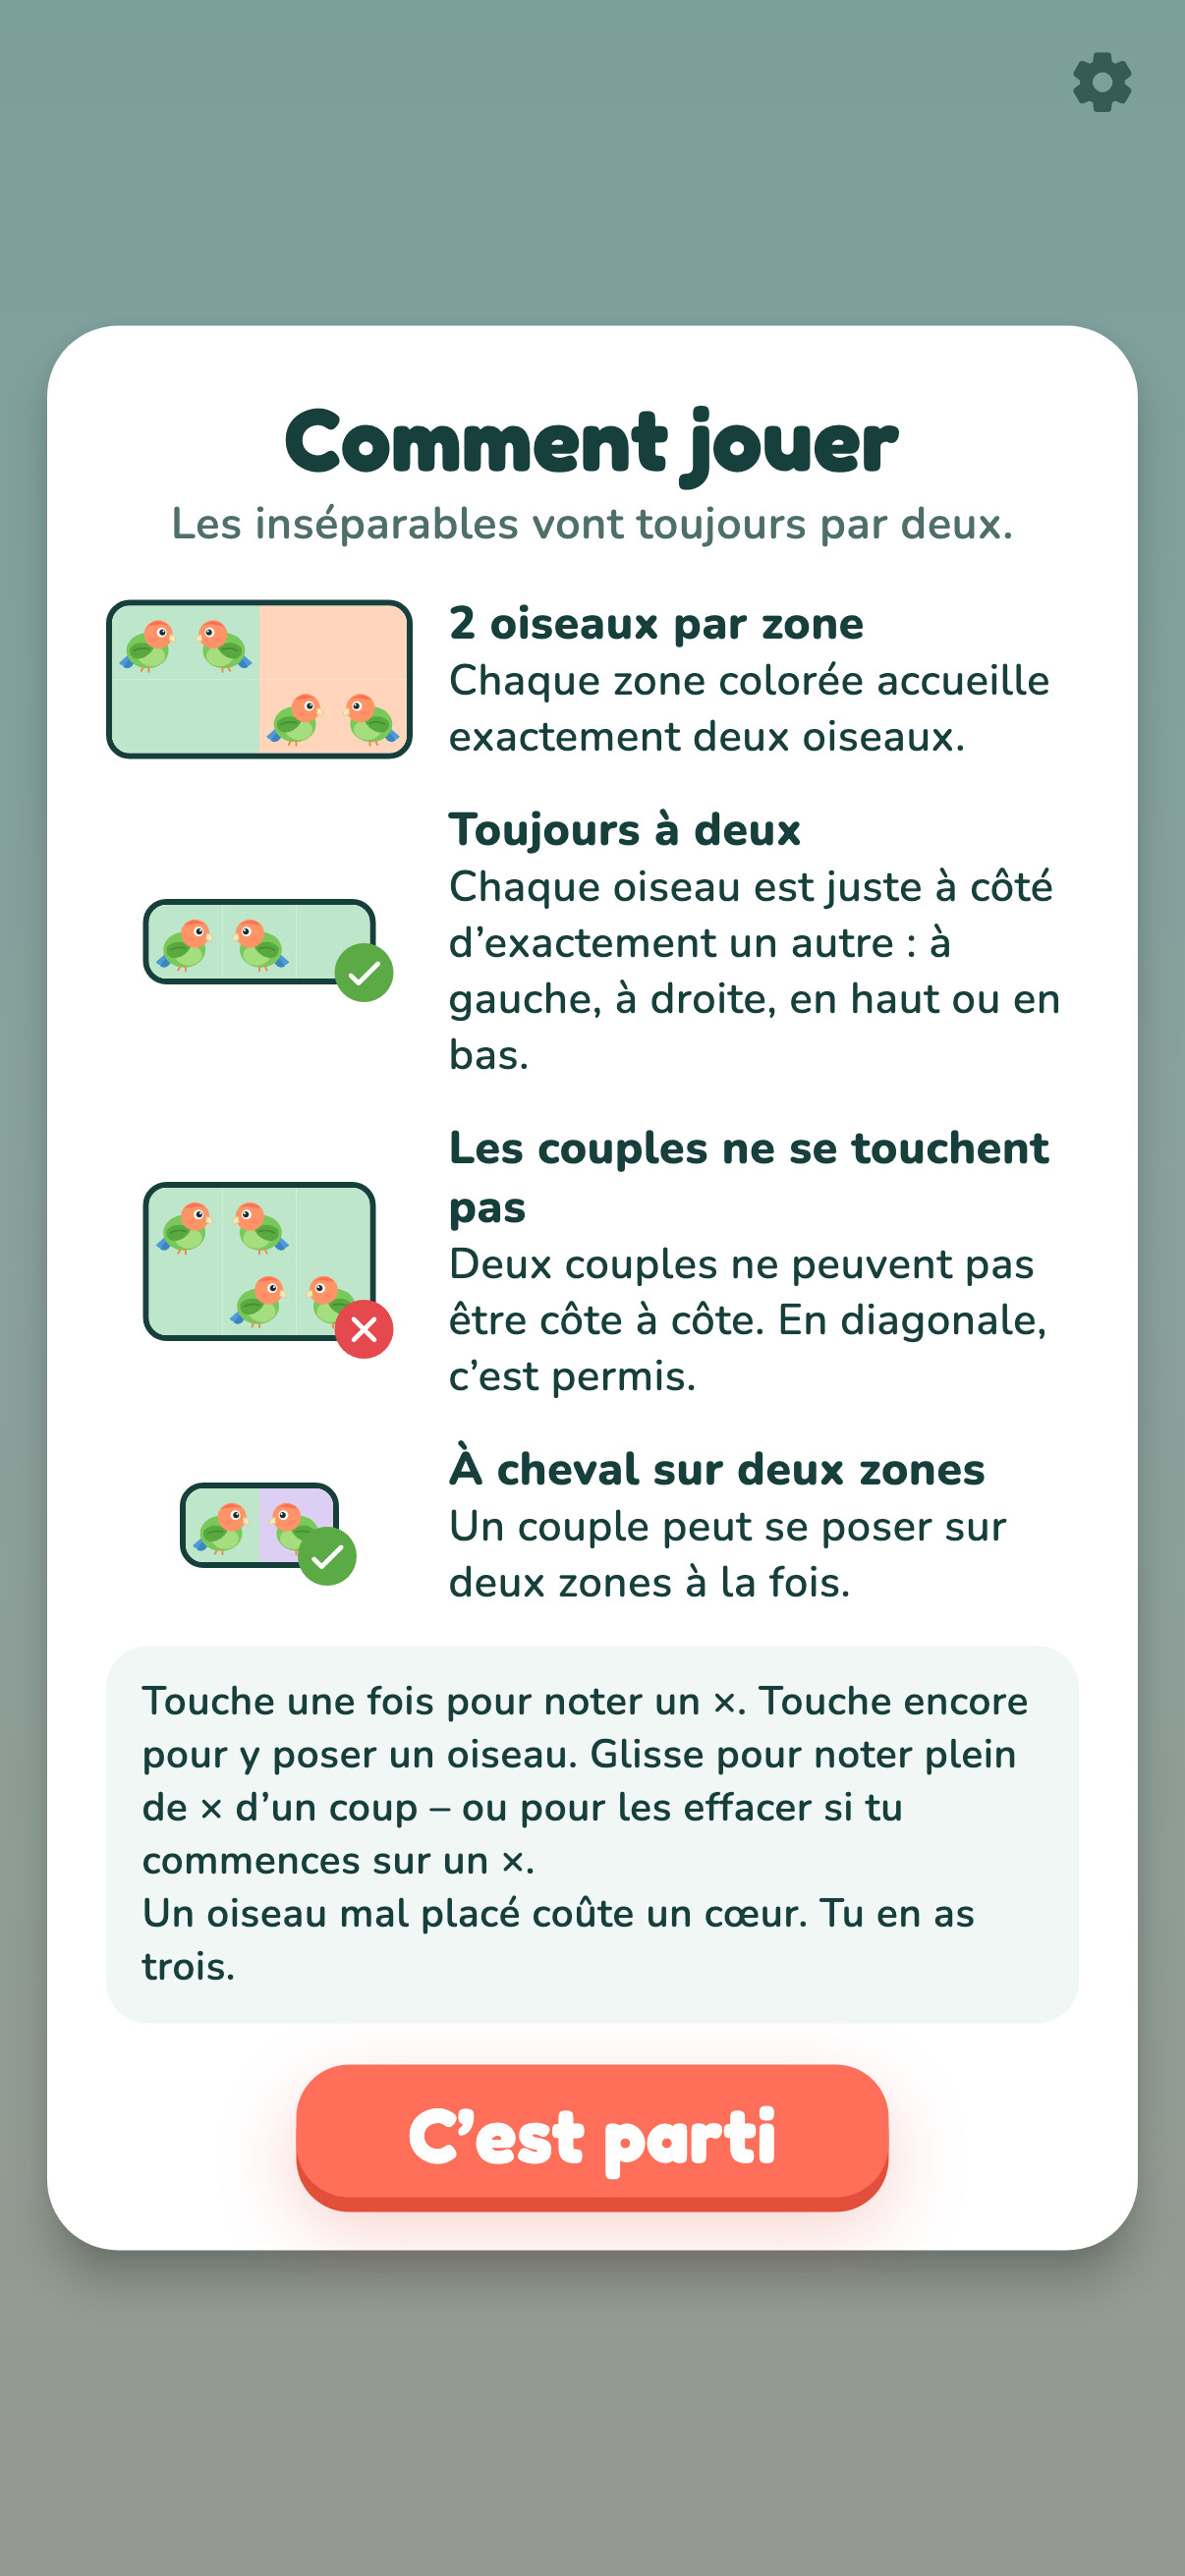 Comment jouer
Les inséparables vont toujours par deux.
2 oiseaux par zone
Chaque zone colorée accueille
exactement deux oiseaux.
Toujours à deux
Chaque oiseau est juste à côté
d’exactement un autre : à
gauche, à droite, en haut ou en
bas.
Les couples ne se touchent
pas
Deux couples ne peuvent pas
être côte à côte. En diagonale,
c’est permis.
À cheval sur deux zones
Un couple peut se poser sur
deux zones à la fois.
Touche une fois pour noter un ×. Touche encore
pour y poser un oiseau. Glisse pour noter plein
de × d’un coup – ou pour les effacer si tu
commences sur un ×.
Un oiseau mal placé coûte un cœur. Tu en as
trois.
C’est parti